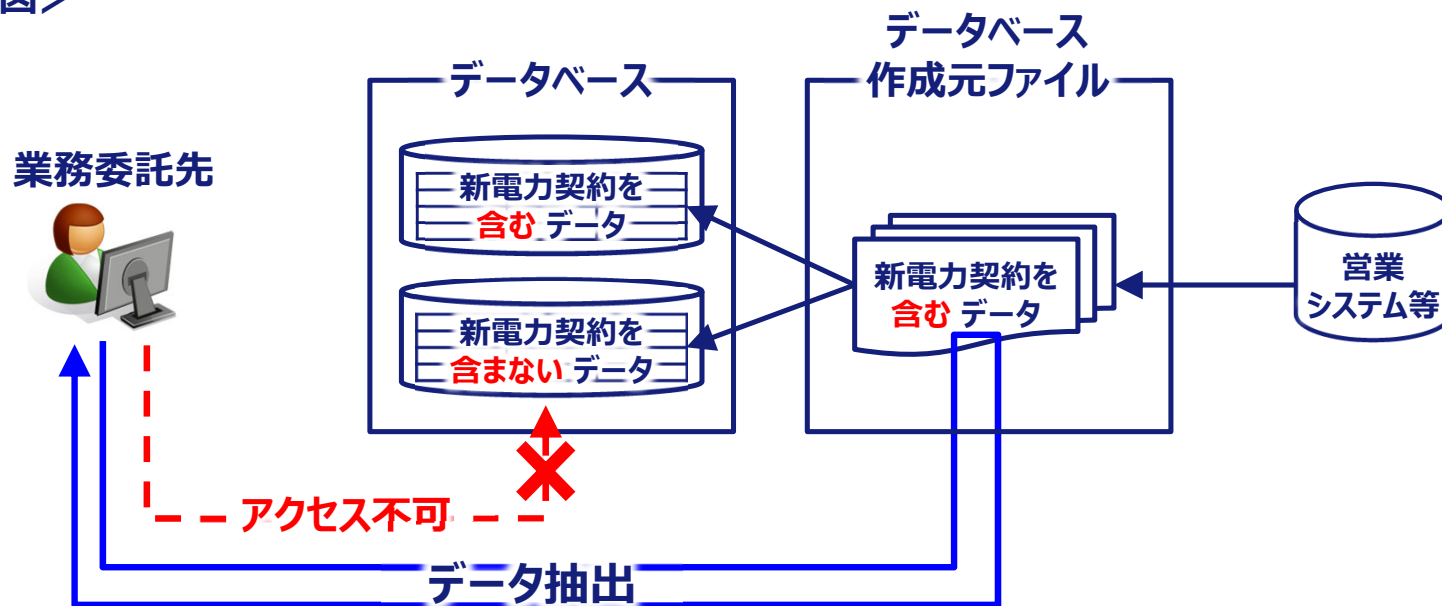 図＞
データベース
作成元ファイル
データベース
業務委託先
新電力契約を
含む データ
新電力契約を
含まない データ
新電力契約を
含む データ
営業
システム等
アクセス不可
データ抽出